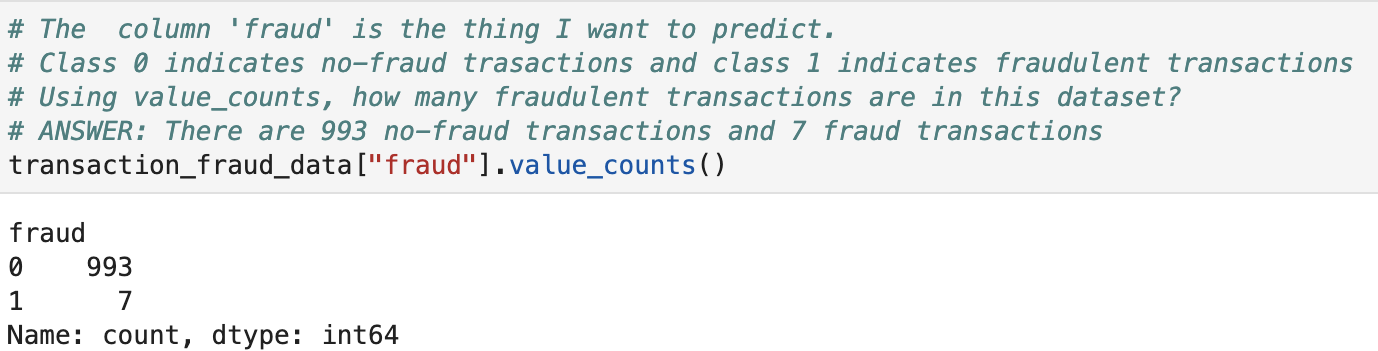 # The  column 'fraud' is the thing I want to predict.
# Class 0 indicates no-fraud trasactions and class 1 indicates fraudulent transactions
# Using value_counts, how many fraudulent transactions are in this dataset?
# ANSWER: There are 993 no-fraud transactions and 7 fraud transactions
transaction_fraud_data["fraud"].value_counts()
fraud
0    993
1      7
Name: count, dtype: int64